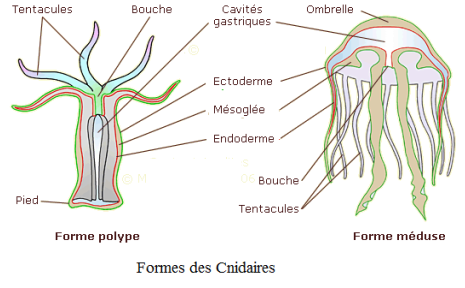 Tentacules
Bouche
Cavités
gastriques
Ombrelle
Ectoderme
Mésoglée
Endoderme
Bouche
Tentacules
Pied
Forme polype
Forme méduse
Formes des Cnidaires